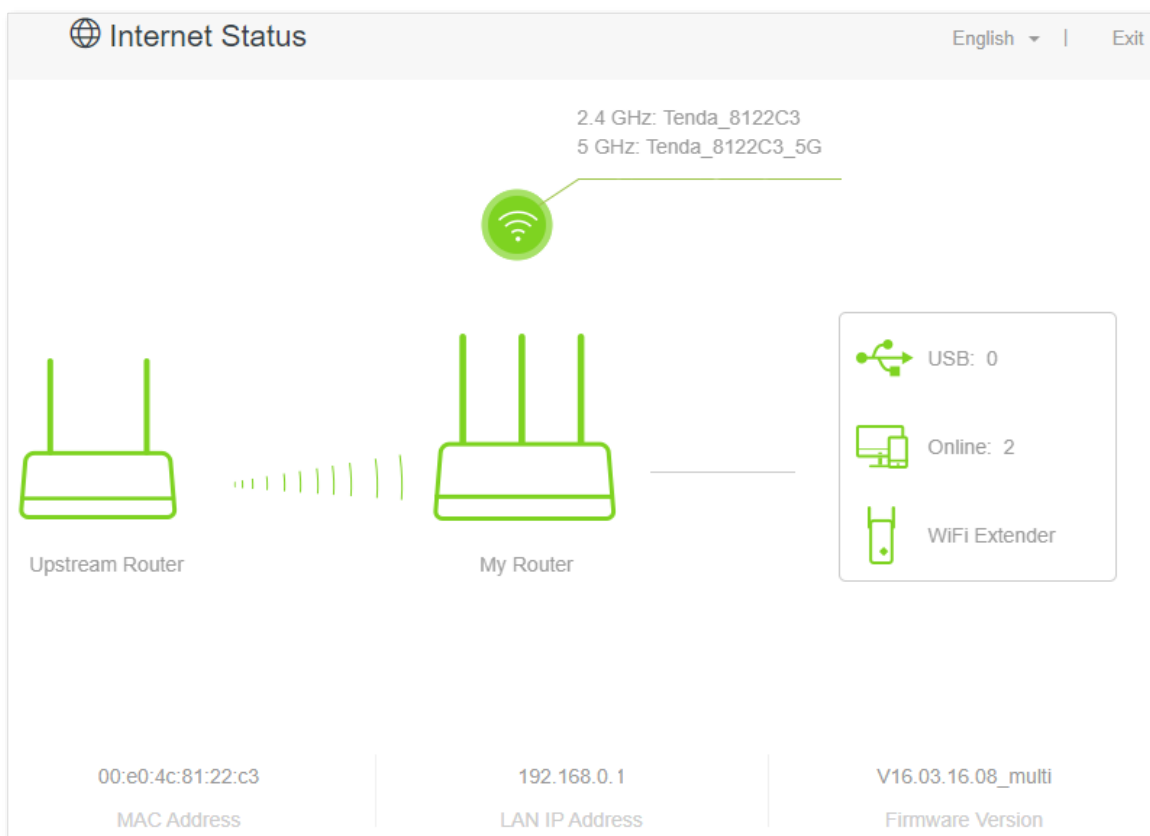 Internet Status
English |
Exit
2.4 GHz: Tenda_8122C3
5 GHz: Tenda_8122C3_5G
USB: 0
Online: 2
WiFi Extender
Upstream Router
My Router
00:e0:4c:81:22:c3
192.168.0.1
V16.03.16.08_multi
MAC Address
LAN IP Address
Firmware Version